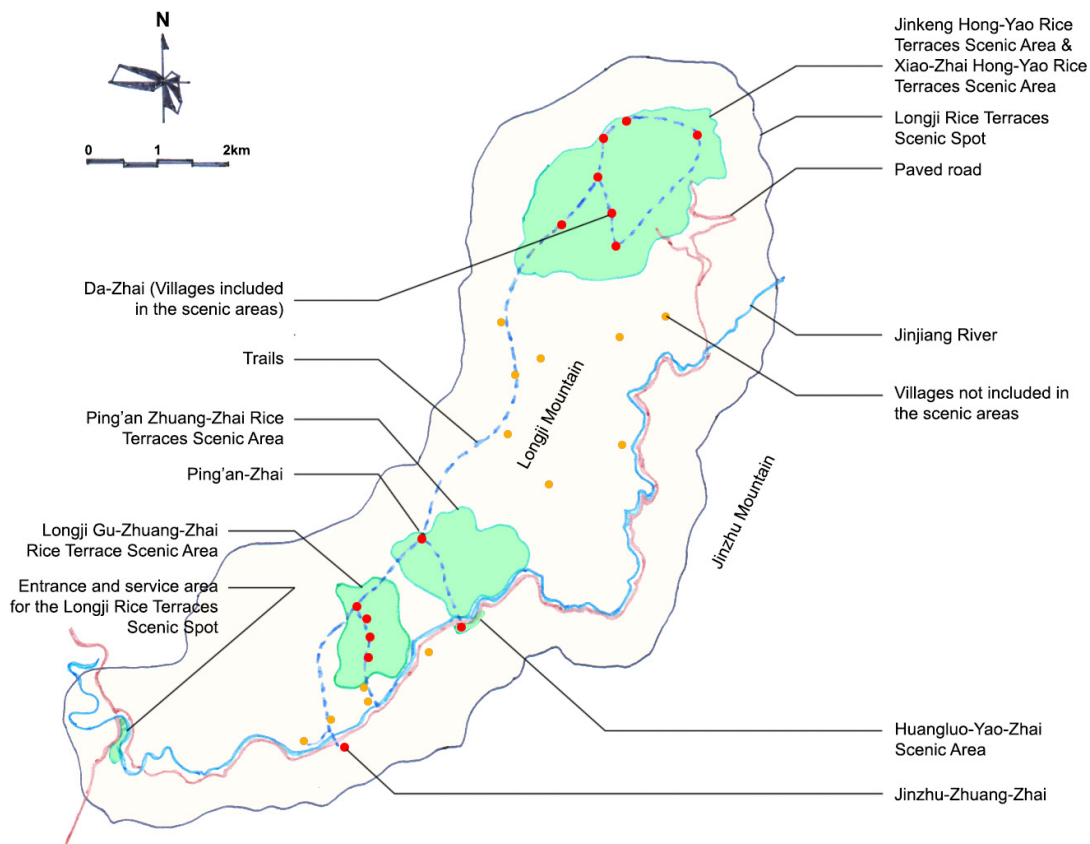 N
0 1 2km
Jinkeng Hong-Yao Rice
Terraces Scenic Area &
Xiao-Zhai Hong-Yao Rice
Terraces Scenic Area
Longji Rice Terraces
Scenic Spot
Paved road
Da-Zhai (Villages included
in the scenic areas)
Jinjiang River
Trails
Villages not included in
the scenic areas
Ping'an Zhuang-Zhai Rice
Terraces Scenic Area
Longji Mountain
Ping'an-Zhai
Jinzhu Mountain
Longji Gu-Zhuang-Zhai
Rice Terrace Scenic Area
Entrance and service area
for the Longji Rice Terraces
Scenic Spot
Huangluo-Yao-Zhai
Scenic Area
Jinzhu-Zhuang-Zhai